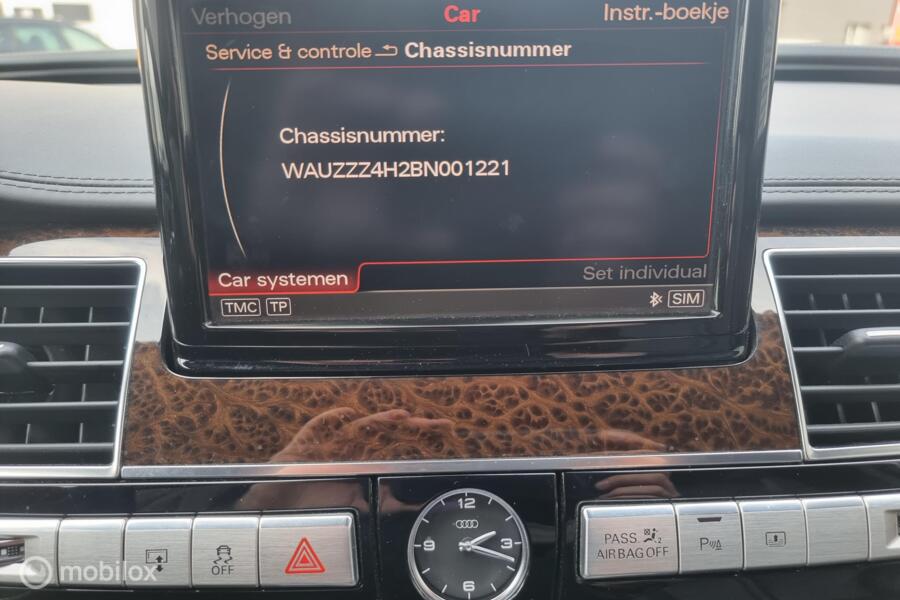 Verhogen Car Instr.-boekje
Service & controle Chassisnummer
Chassisnummer:
WAUZZZ4H2BN001221
Car systemen Set individual
TMC TP SIM
12
9 3
6
OFF
PASS.
AIRBAG OFF
P
mobilox